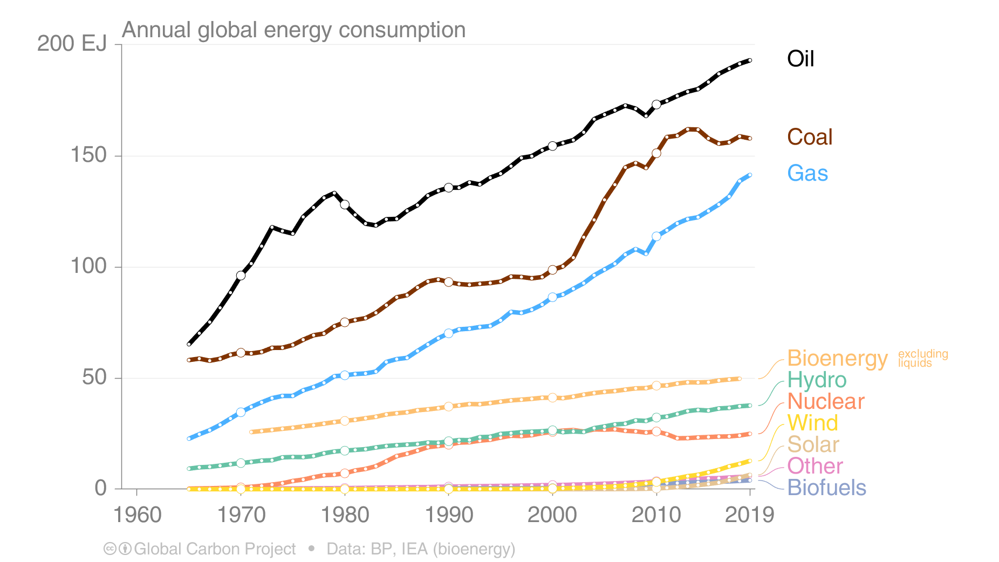 Annual global energy consumption
200 EJ
150
100
50
0
1960 1970 1980 1990 2000 2010 2019
Oil
Coal
Gas
Bioenergy excluding
liquids
Hydro
Nuclear
Wind
Solar
Other
Biofuels
cc Global Carbon Project • Data: BP, IEA (bioenergy)